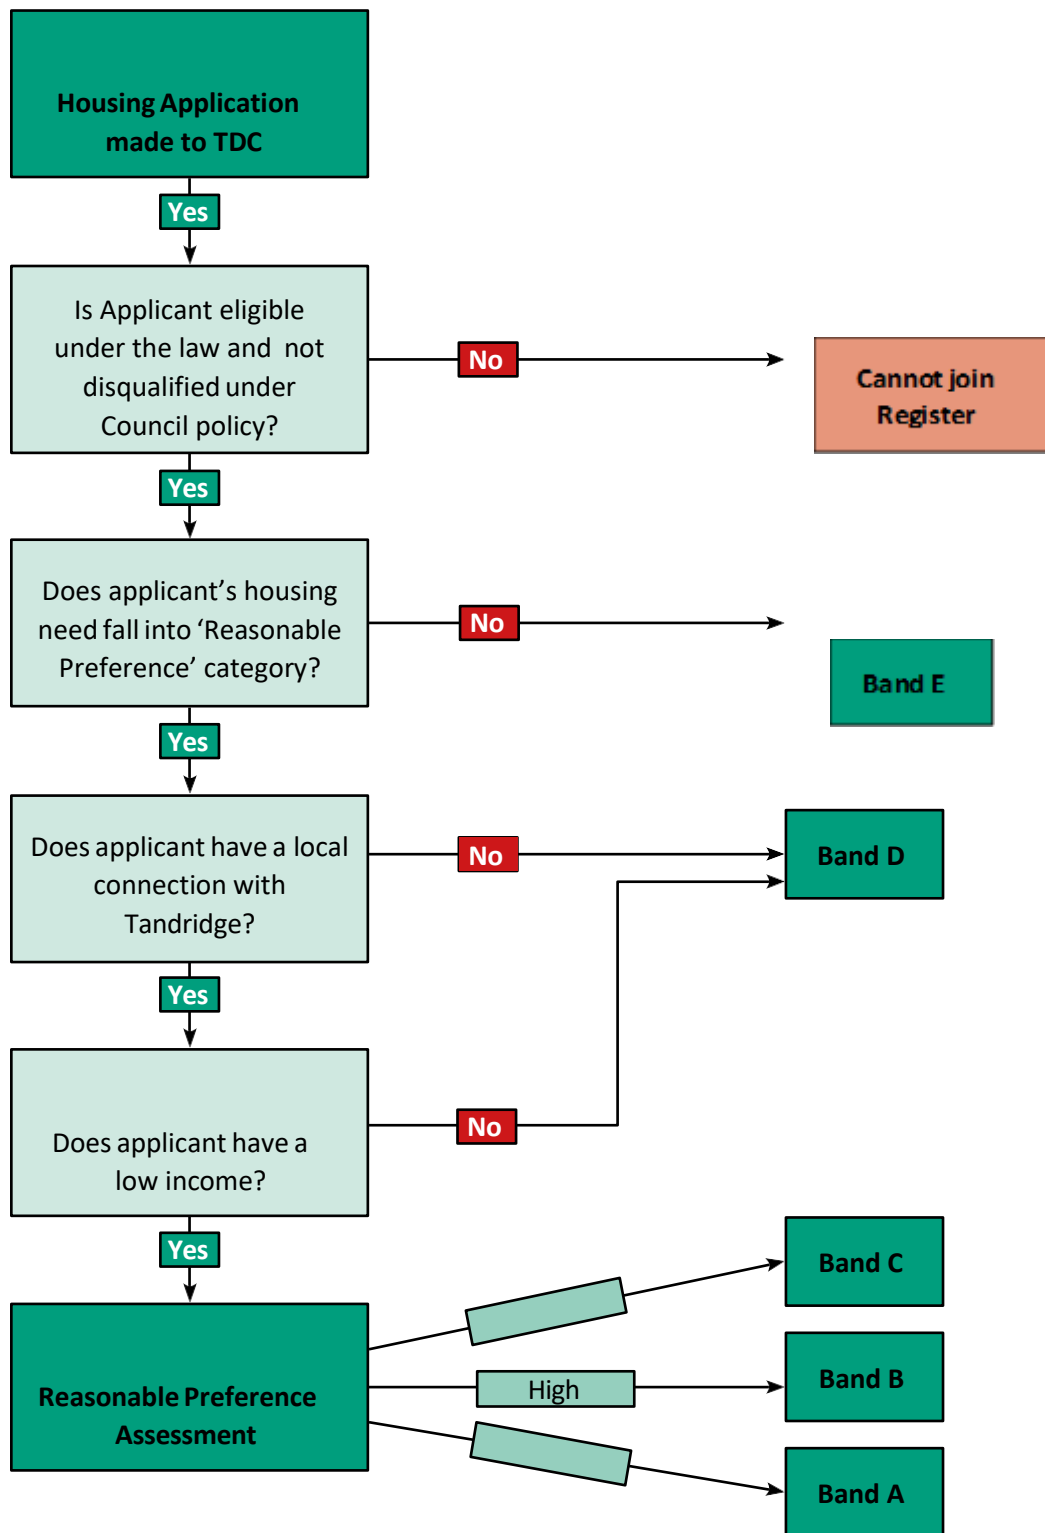 Housing Application
made to TDC
Yes
Is Applicant eligible
under the law and not
disqualified under
Council policy?
No
Cannot join
Register
Yes
Does applicant’s housing
need fall into ‘Reasonable
Preference’ category?
No
Band E
Yes
Does applicant have a local
connection with
Tandridge?
No
Band D
Yes
Does applicant have a
low income?
No
Yes
Reasonable Preference
Assessment
Band C
High
Band B
Band A